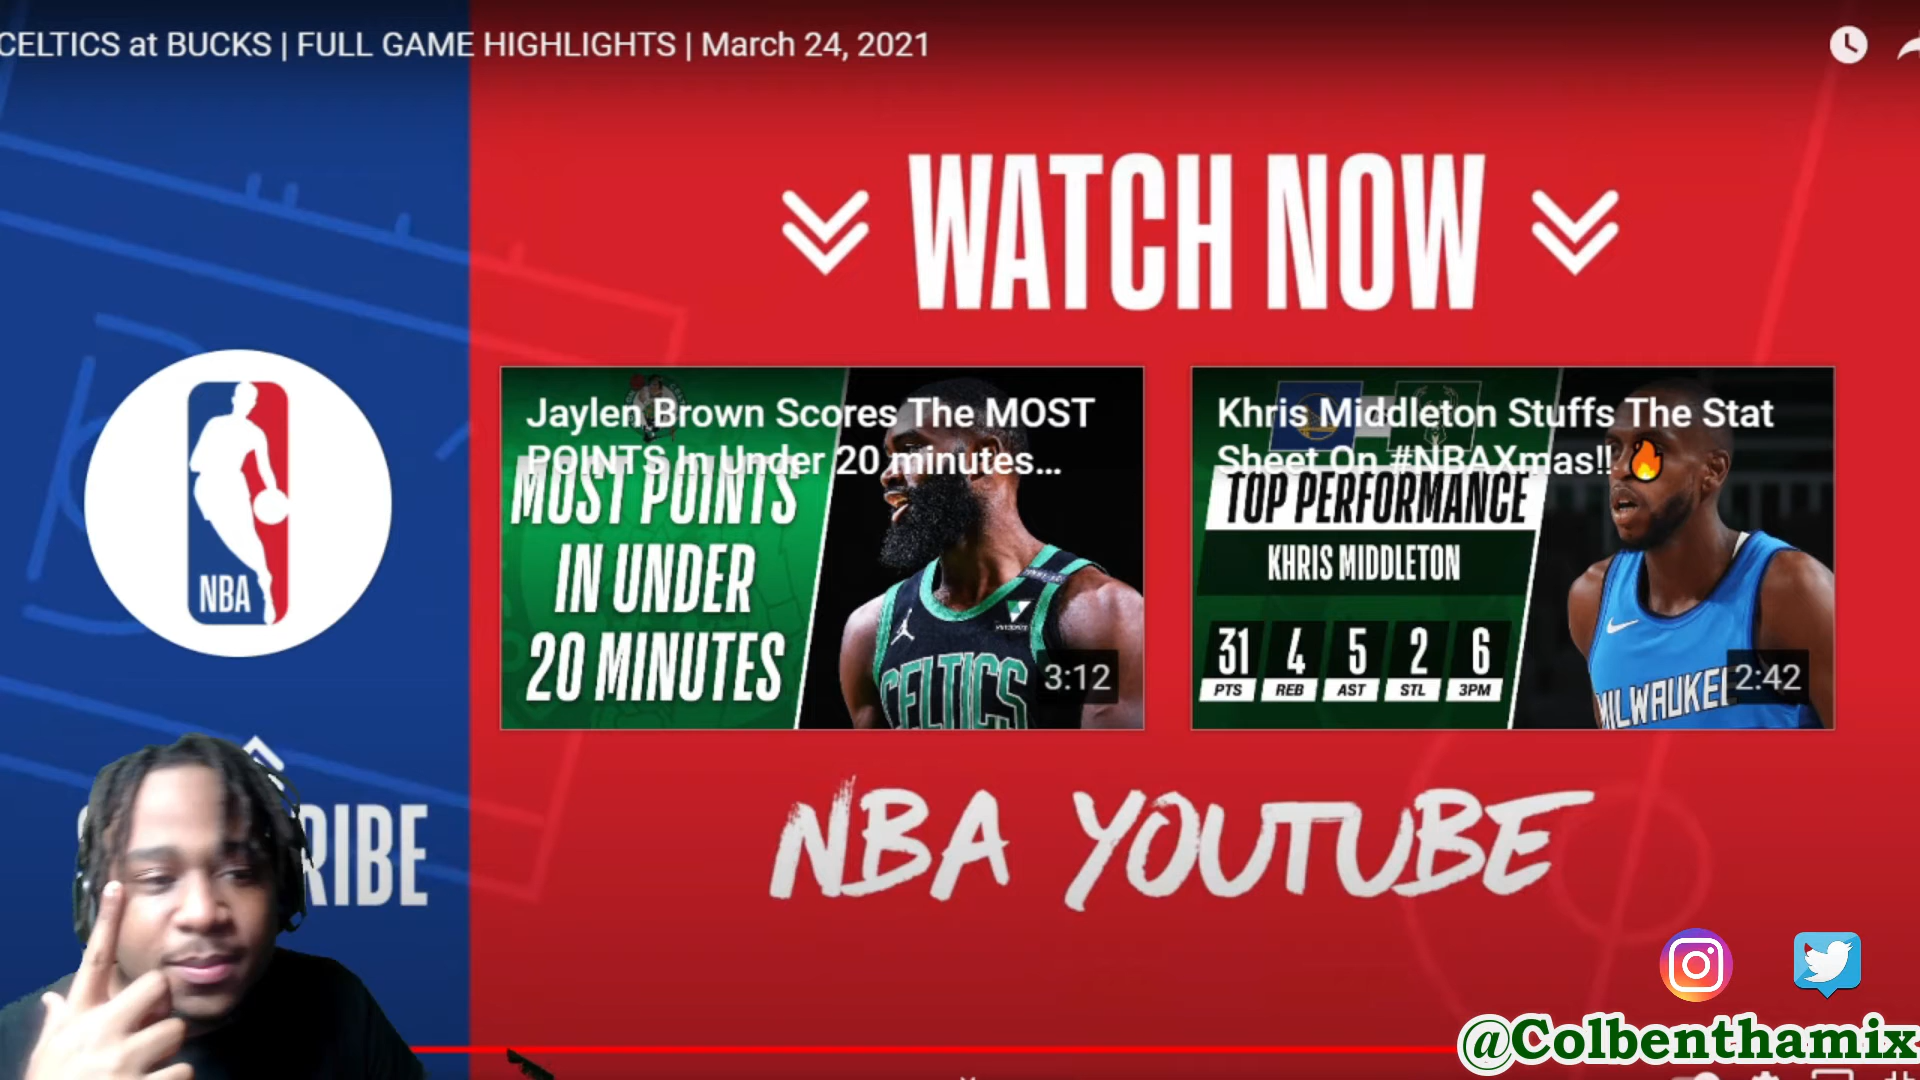 CELTICS at BUCKS | FULL GAME HIGHLIGHTS | March 24, 2021
WATCH NOW
Jaylen Brown Scores The MOST
POINTS In Under 20 minutes...
MOST POINTS
IN UNDER
20 MINUTES
CELTICS
3:12
Khris Middleton Stuffs The Stat
Sheet On #NBAXmas!!🔥
TOP PERFORMANCE
KHRIS MIDDLETON
31 4 5 2 6
PTS REB AST STL 3PM
MILWAUKE
2:42
NBA
RIBE
NBA YOUTUBE
@Colbenthamix